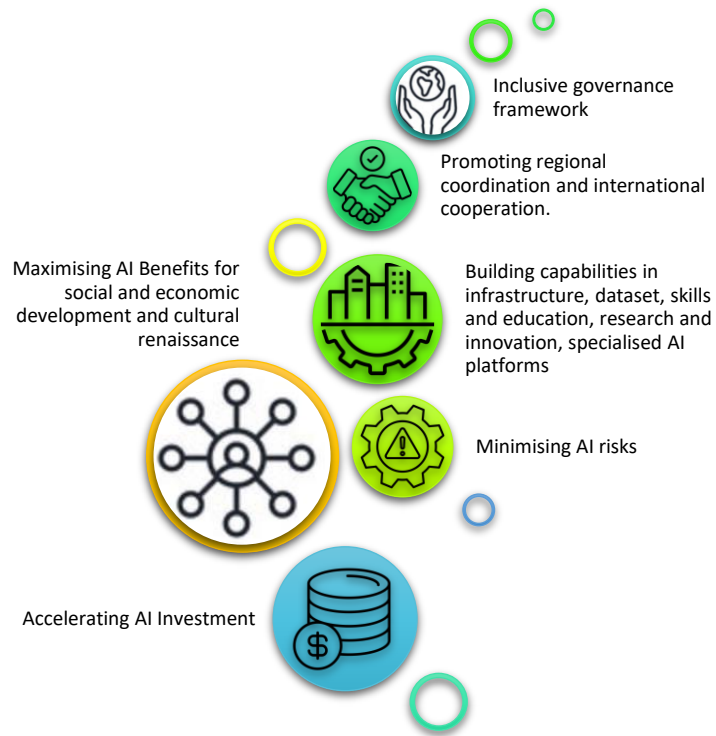 Inclusive governance
framework
Promoting regional
coordination and international
cooperation.
Maximising AI Benefits for
social and economic
development and cultural
renaissance
Building capabilities in
infrastructure, dataset, skills
and education, research and
innovation, specialised AI
platforms
Minimising AI risks
Accelerating AI Investment
$